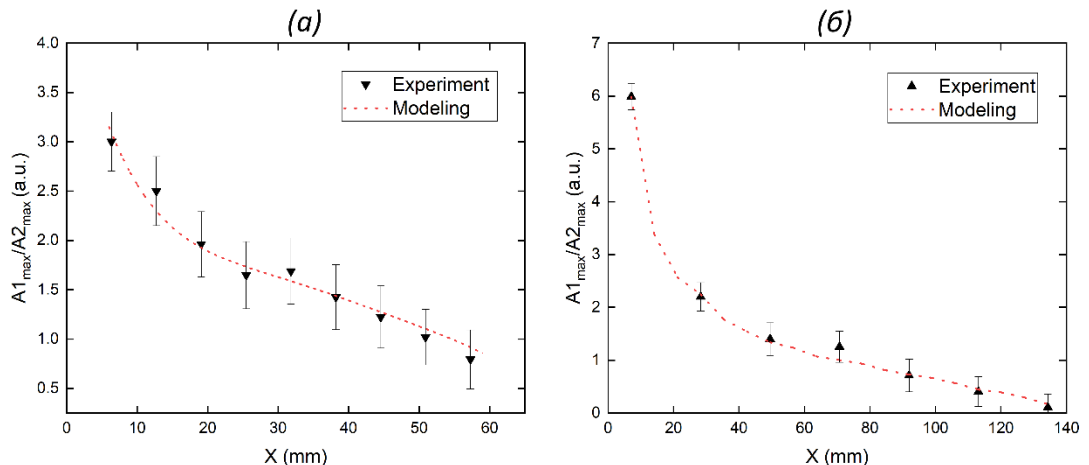 (а)
4.0
3.5
3.0
2.5
2.0
1.5
1.0
0.5
A1max/A2max (a.u.)
Experiment
Modeling
0 10 20 30 40 50 60
X (mm)
(б)
7
6
5
4
3
2
1
0
A1max/A2max (a.u.)
Experiment
Modeling
0 20 40 60 80 100 120 140
X (mm)